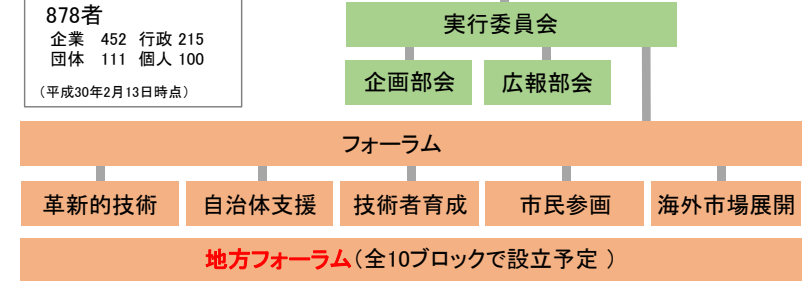 878者
企業 452 行政 215
団体 111 個人 100
（平成30年2月13日時点）
実行委員会
企画部会 広報部会
フォーラム
革新的技術 自治体支援 技術者育成 市民参画 海外市場展開
地方フォーラム（全10ブロックで設立予定 ）